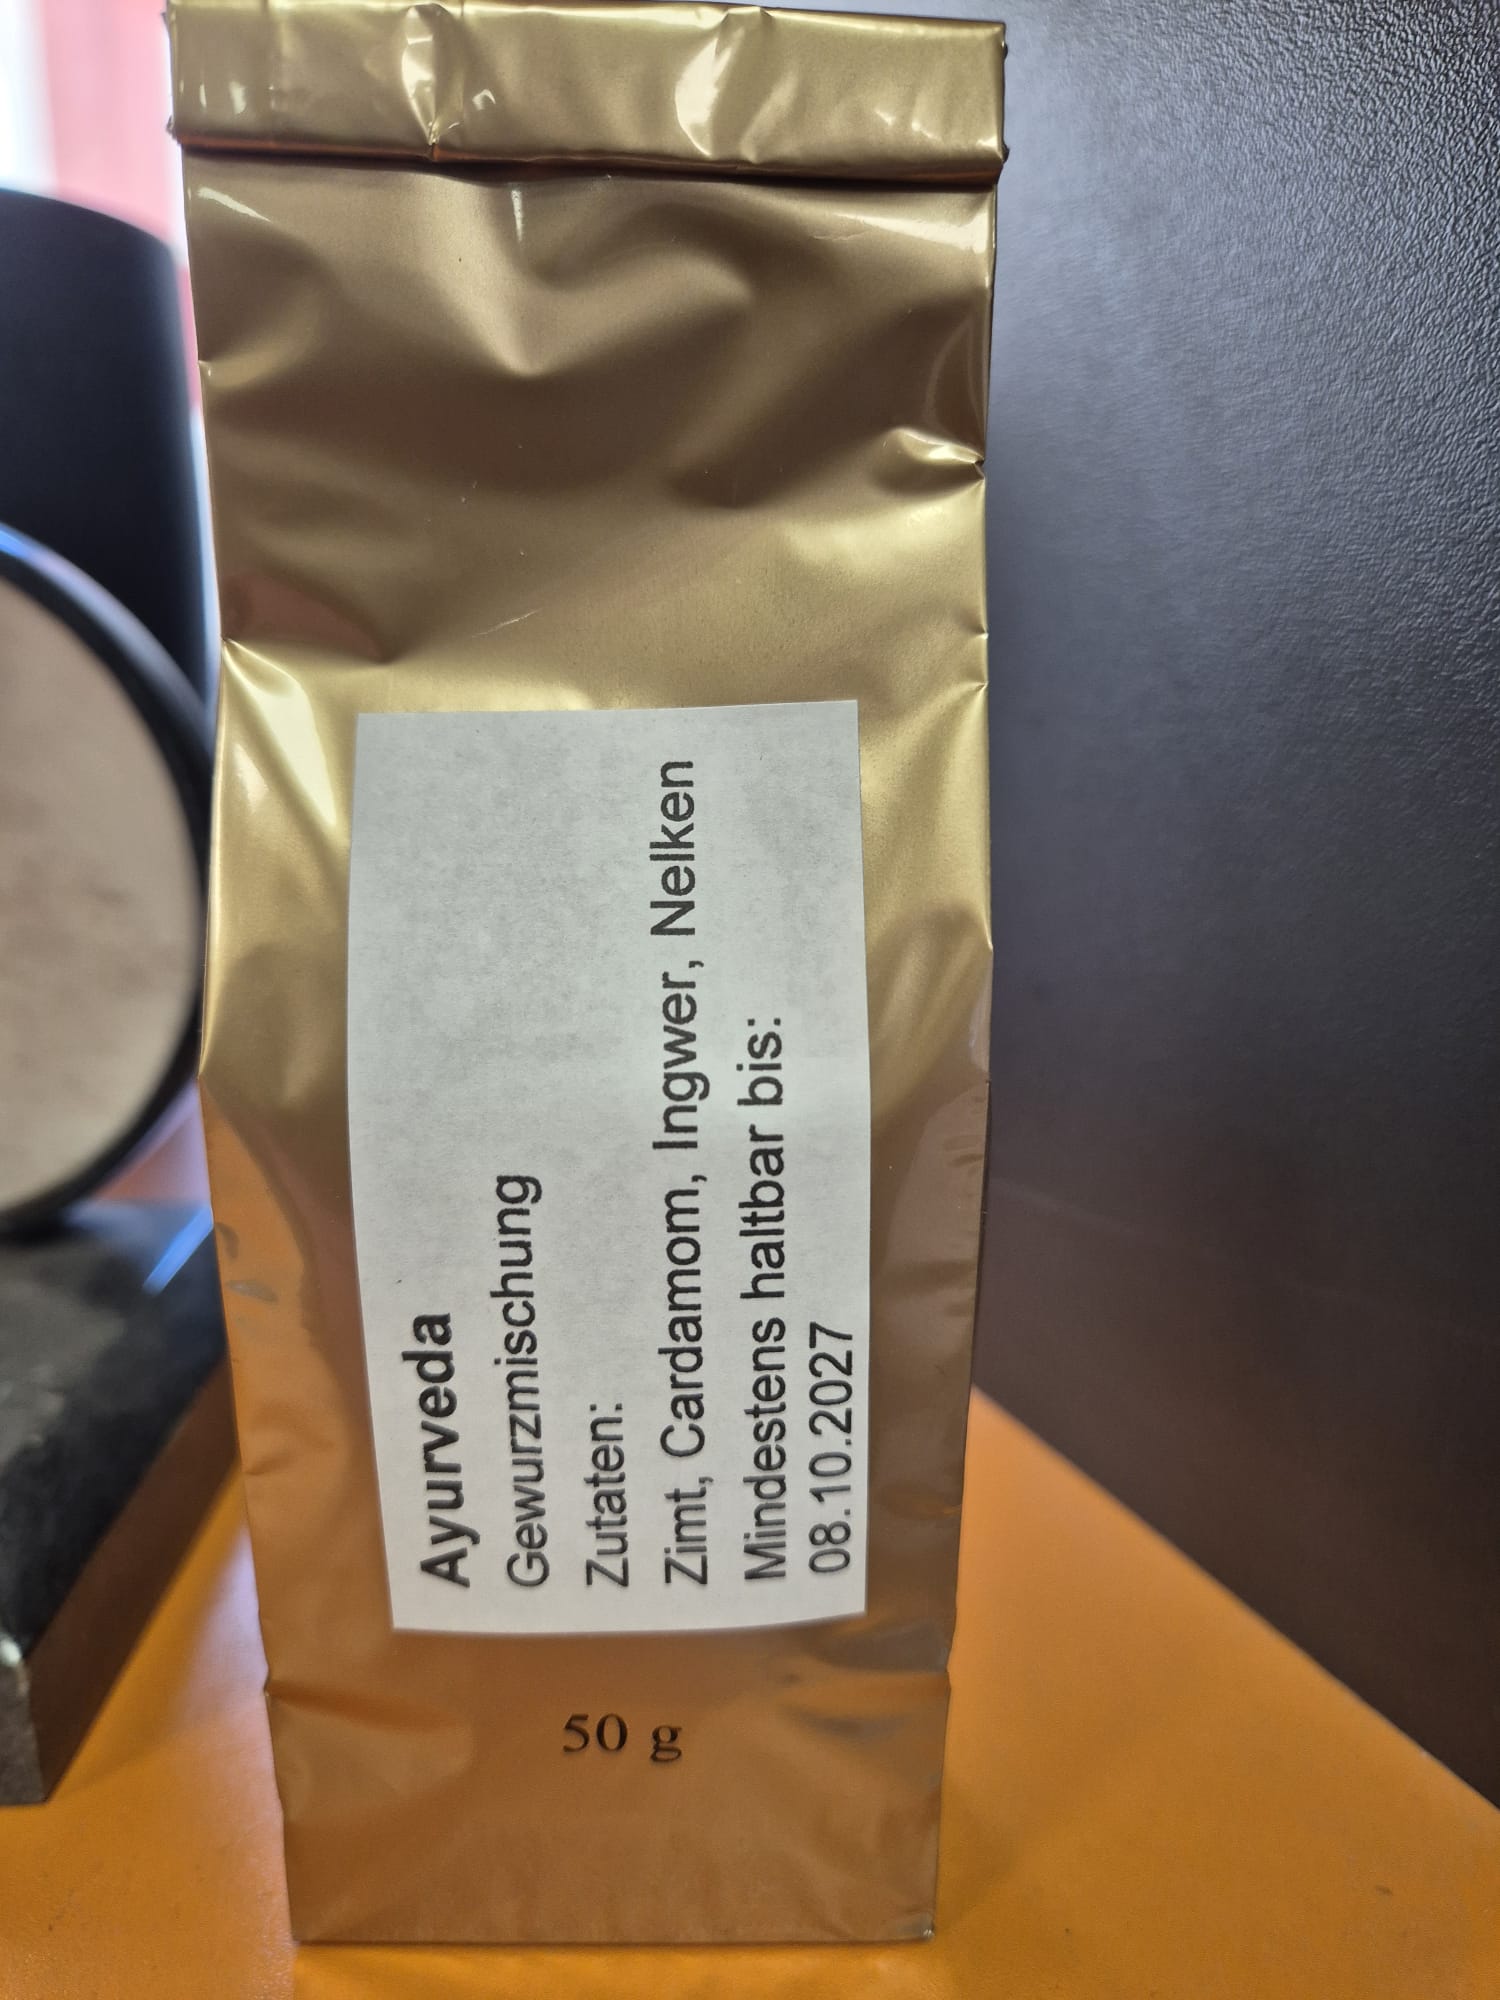 Ayurveda
Gewurzmischung
Zutaten:
Zimt, Cardamom, Ingwer, Nelken
Mindestens haltbar bis:
08.10.2027
50 g